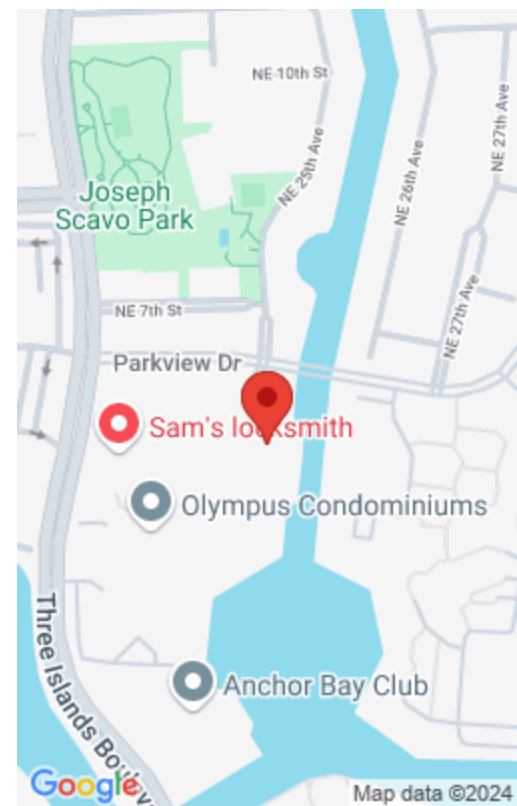 NE 10th St
NE 25th Ave
NE 26th Ave
NE 27th Ave
Joseph
Scavo Park
NE 7th St
NE 27th Ave
Parkview Dr
Sam's locksmith
Olympus Condominiums
Three Islands Boulev
Anchor Bay Club
Google
Map data ©2024